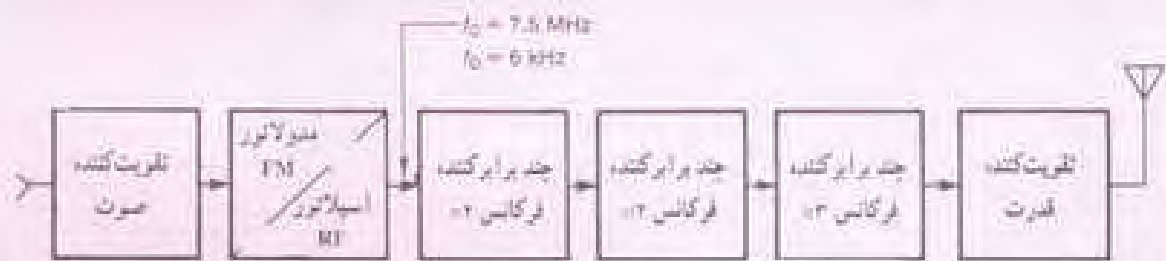 f₀ = 7.5 MHz
f_D = 6 kHz
تقویت‌کننده
صوت
مدولاتور
FM
اسیلاتور
RF
چند برابرکننده
فرکانس ×۲
چند برابرکننده
فرکانس ×۲
چند برابرکننده
فرکانس ×۳
تقویت‌کننده
قدرت